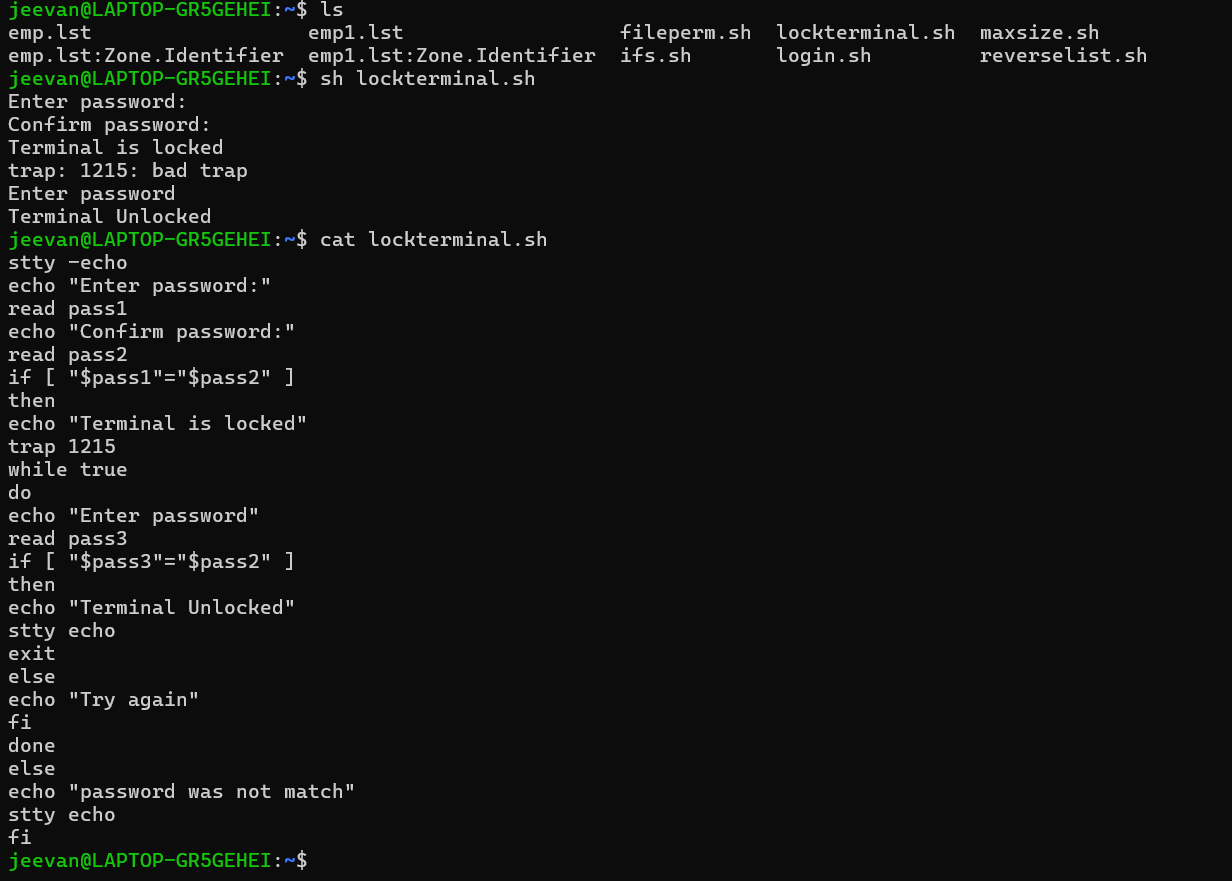 jeevan@LAPTOP-GR5GEHEI:~$ ls
emp.lst                  emp1.lst                  fileperm.sh  lockterminal.sh  maxsize.sh
emp.lst:Zone.Identifier  emp1.lst:Zone.Identifier  ifs.sh       login.sh         reverselist.sh
jeevan@LAPTOP-GR5GEHEI:~$ sh lockterminal.sh
Enter password:
Confirm password:
Terminal is locked
trap: 1215: bad trap
Enter password
Terminal Unlocked
jeevan@LAPTOP-GR5GEHEI:~$ cat lockterminal.sh
stty -echo
echo "Enter password:"
read pass1
echo "Confirm password:"
read pass2
if [ "$pass1"="$pass2" ]
then
echo "Terminal is locked"
trap 1215
while true
do
echo "Enter password"
read pass3
if [ "$pass3"="$pass2" ]
then
echo "Terminal Unlocked"
stty echo
exit
else
echo "Try again"
fi
done
else
echo "password was not match"
stty echo
fi
jeevan@LAPTOP-GR5GEHEI:~$